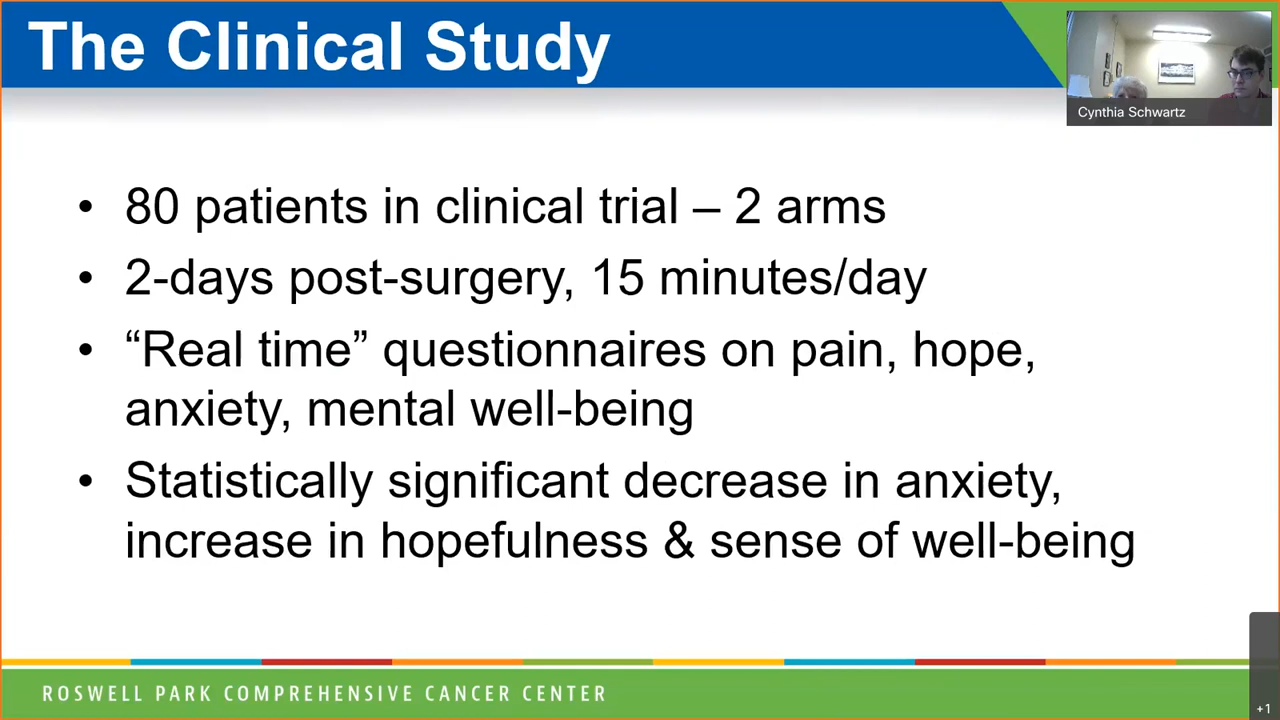 The Clinical Study
Cynthia Schwartz
• 80 patients in clinical trial – 2 arms
• 2-days post-surgery, 15 minutes/day
• “Real time” questionnaires on pain, hope,
anxiety, mental well-being
• Statistically significant decrease in anxiety,
increase in hopefulness & sense of well-being
ROSWELL PARK COMPREHENSIVE CANCER CENTER
+1